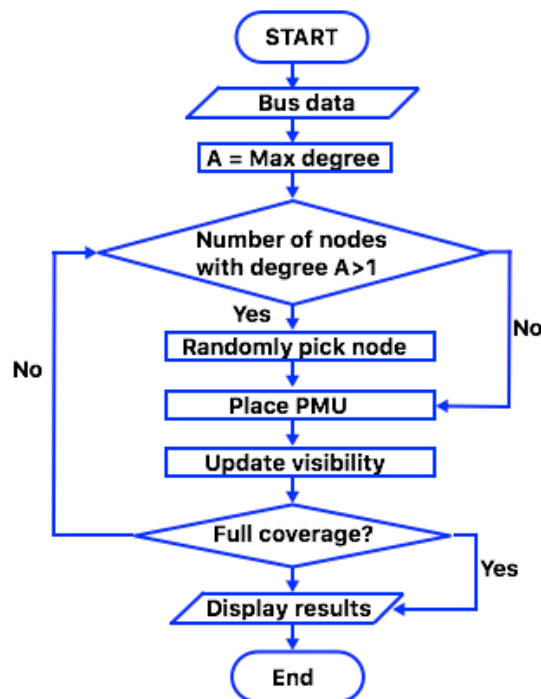 START
Bus data
A = Max degree
Number of nodes
with degree A>1
Yes
No
Randomly pick node
No
Place PMU
Update visibility
Full coverage?
Yes
Display results
End